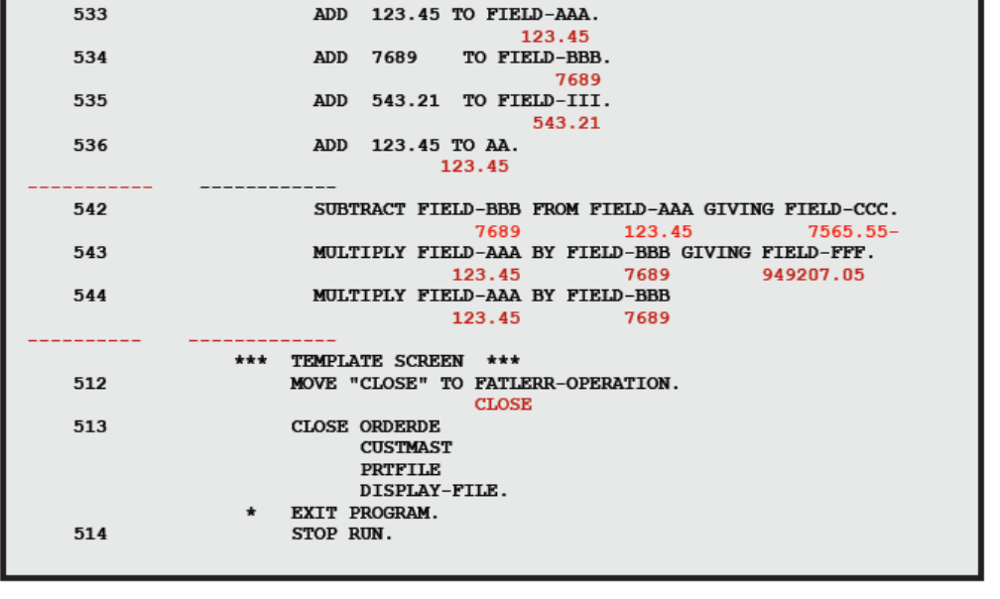 533 ADD 123.45 TO FIELD-AAA.
123.45
534 ADD 7689 TO FIELD-BBB.
7689
535 ADD 543.21 TO FIELD-III.
543.21
536 ADD 123.45 TO AA.
123.45
----------- ------------
542 SUBTRACT FIELD-BBB FROM FIELD-AAA GIVING FIELD-CCC.
7689 123.45 7565.55-
543 MULTIPLY FIELD-AAA BY FIELD-BBB GIVING FIELD-FFF.
123.45 7689 949207.05
544 MULTIPLY FIELD-AAA BY FIELD-BBB
123.45 7689
---------- -------------
*** TEMPLATE SCREEN ***
512 MOVE "CLOSE" TO FATLERR-OPERATION.
CLOSE
513 CLOSE ORDERDE
CUSTMAST
PRTFILE
DISPLAY-FILE.
* EXIT PROGRAM.
514 STOP RUN.